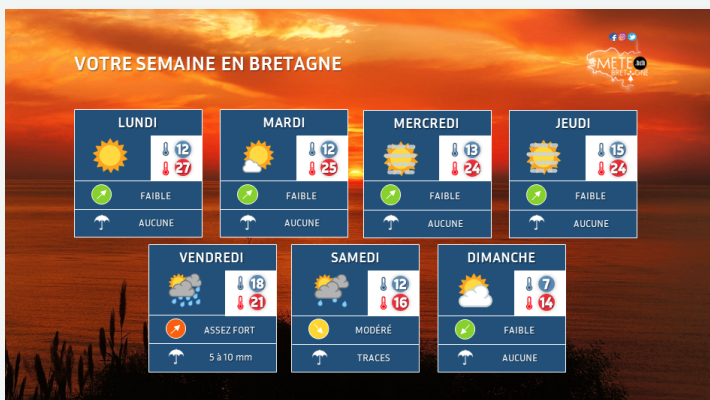 VOTRE SEMAINE EN BRETAGNE
METEO
.bzh
BRETAGNE
LUNDI
12
27
FAIBLE
AUCUNE
MARDI
12
25
FAIBLE
AUCUNE
MERCREDI
13
24
FAIBLE
AUCUNE
JEUDI
15
24
FAIBLE
AUCUNE
VENDREDI
18
21
ASSEZ FORT
5 à 10 mm
SAMEDI
12
16
MODÉRÉ
TRACES
DIMANCHE
7
14
FAIBLE
AUCUNE